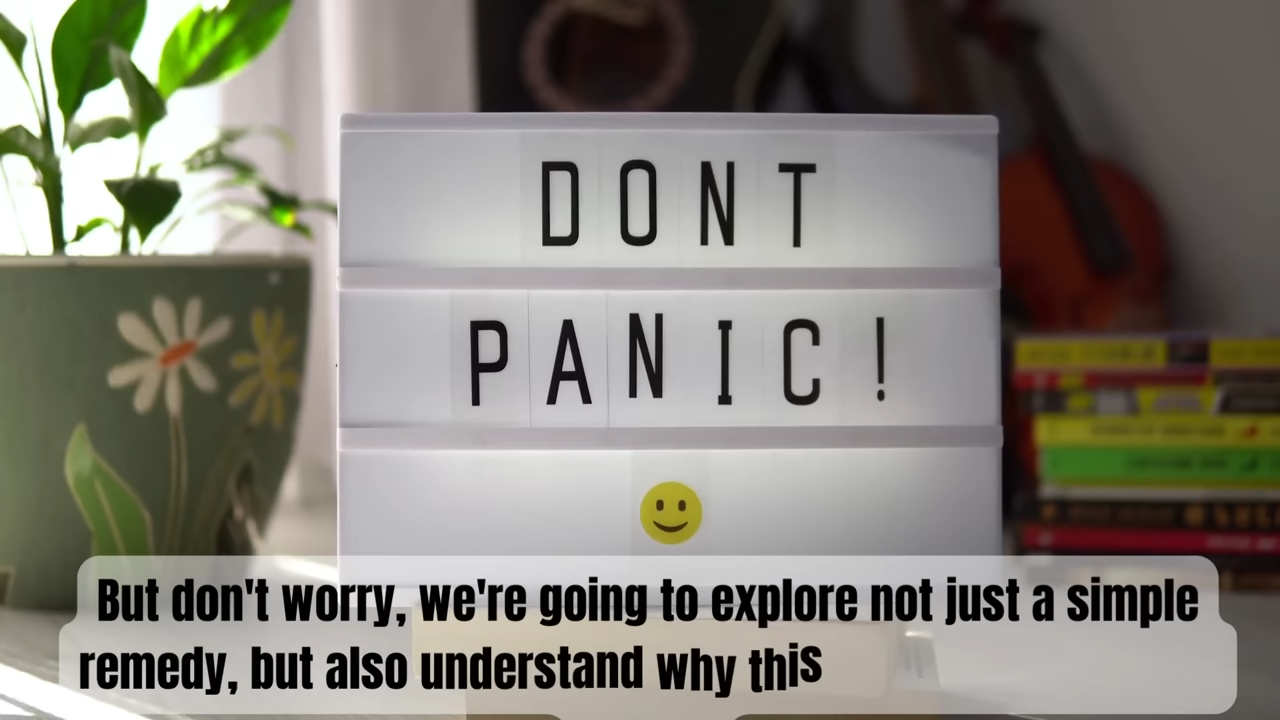 DONT
PANIC!
But don't worry, we're going to explore not just a simple
remedy, but also understand why this